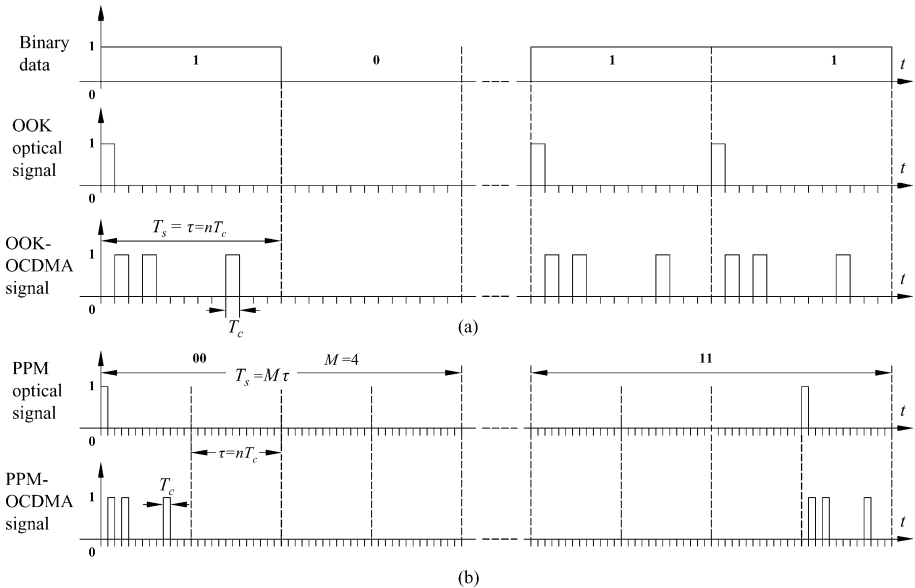 Binary
data
1
0
1
0
1
1
t
OOK
optical
signal
1
0
t
OOK-
OCDMA
signal
1
0
T_s = τ=nT_c
T_c
t
(a)
PPM
optical
signal
1
0
00
M=4
T_s=Mτ
11
t
τ=nT_c
PPM-
OCDMA
signal
1
0
T_c
t
(b)